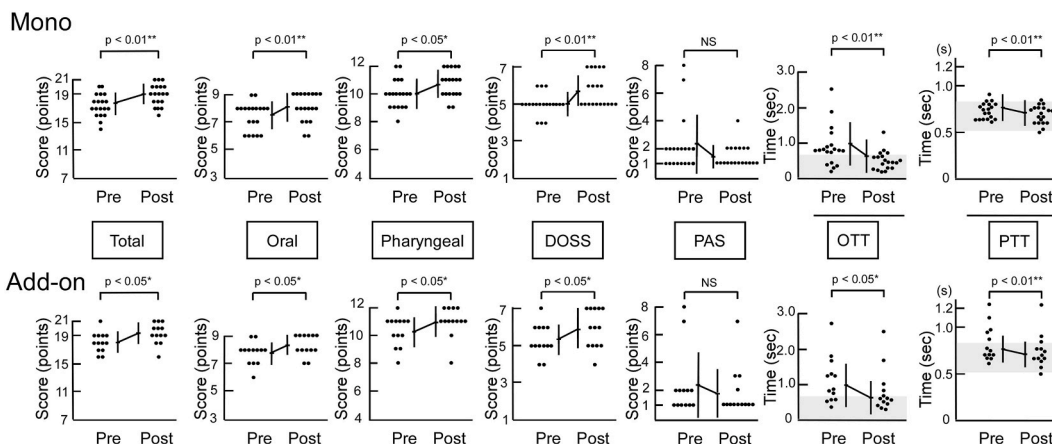 Mono
p < 0.01**
p < 0.01**
p < 0.05*
p < 0.01**
NS
p < 0.01**
p < 0.01**
Score (points)
21
19
17
15
13
7
Pre Post
Score (points)
11
9
7
5
3
Pre Post
Score (points)
12
10
8
6
4
Pre Post
Score (points)
7
5
3
1
Pre Post
Score (points)
8
6
4
2
1
Pre Post
Time (sec)
3.0
2.0
1.0
0
Pre Post
(s)
Time (sec)
1.2
1.0
0.5
0
Pre Post
Total
Oral
Pharyngeal
DOSS
PAS
OTT
PTT
Add-on
p < 0.05*
p < 0.05*
p < 0.05*
p < 0.05*
NS
p < 0.05*
p < 0.01**
Score (points)
21
19
17
15
13
7
Pre Post
Score (points)
11
9
7
5
3
Pre Post
Score (points)
12
10
8
6
4
Pre Post
Score (points)
7
5
3
1
Pre Post
Score (points)
8
6
4
2
1
Pre Post
Time (sec)
3.0
2.0
1.0
0
Pre Post
(s)
Time (sec)
1.2
1.0
0.5
0
Pre Post